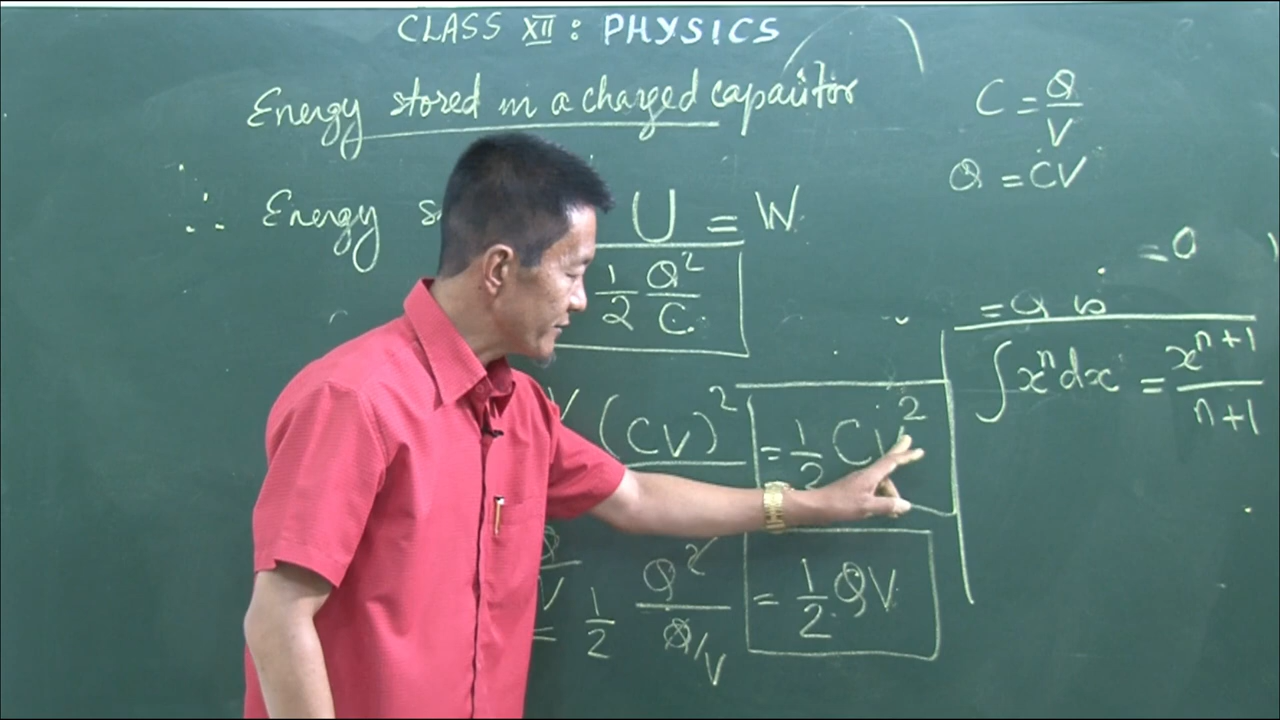 CLASS XII : PHYSICS
Energy stored in a charged capacitor
C = Q/V
Q = CV
∴ Energy U = W
1/2 Q²/C
= 0
∫xⁿdx = xⁿ⁺¹/n+1
(CV)² = 1/2 CV²
= 1/2 Q²/Q/V = 1/2 QV